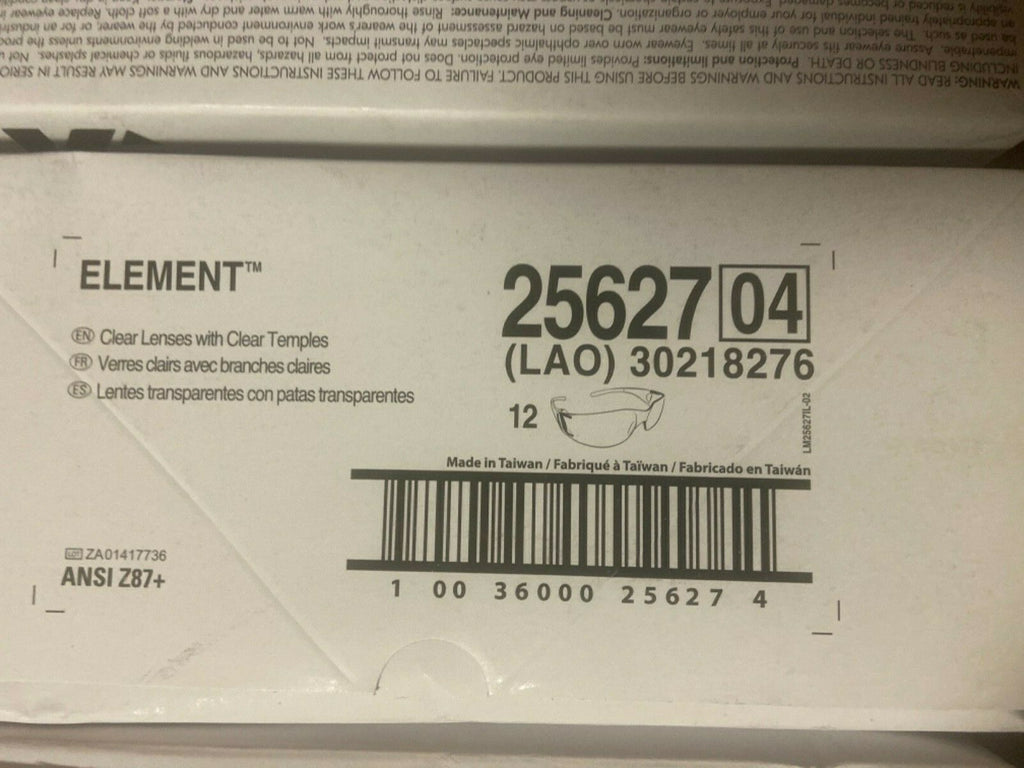 WARNING: READ ALL INSTRUCTIONS AND WARNINGS BEFORE USING THIS PRODUCT. FAILURE TO FOLLOW THESE INSTRUCTIONS AND WARNINGS MAY RESULT IN SERIO
INCLUDING BLINDNESS OR DEATH. Protection and limitations: Provides limited eye protection. Does not protect from all hazards, hazardous fluids or chemical splashes. Not
impenetrable. Assure eyewear fits securely at all times. Eyewear worn over ophthalmic spectacles may transmit impacts. Not to be used in welding environments unless the
be used as such. The selection and use of this safety eyewear must be based on hazard assessment of the wearer's work environment conducted by the wearer, or for an
an appropriately trained individual for your employer or organization. Cleaning and Maintenance: Rinse thoroughly with warm water and dry with a soft cloth. Replace eyewear
ELEMENT™
EN Clear Lenses with Clear Temples
FR Verres clairs avec branches claires
ES Lentes transparentes con patas transparentes
25627 04
(LAO) 30218276
12
LM25627IL-02
Made in Taiwan / Fabriqué à Taïwan / Fabricado en Taiwán
1 00 36000 25627 4
LOT ZA01417736
ANSI Z87+